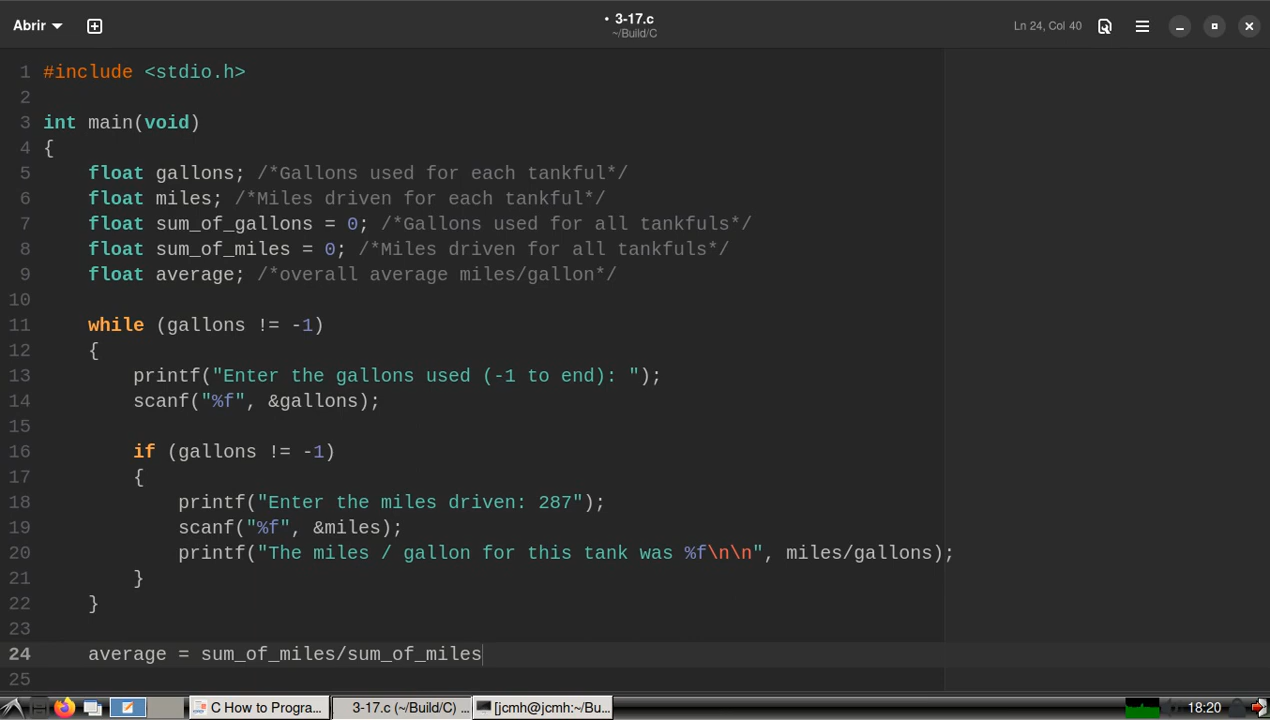 Abrir
• 3-17.c
~/Build/C
Ln 24, Col 40
1 #include <stdio.h>
2
3 int main(void)
4 {
5     float gallons; /*Gallons used for each tankful*/
6     float miles; /*Miles driven for each tankful*/
7     float sum_of_gallons = 0; /*Gallons used for all tankfuls*/
8     float sum_of_miles = 0; /*Miles driven for all tankfuls*/
9     float average; /*overall average miles/gallon*/
10
11     while (gallons != -1)
12     {
13         printf("Enter the gallons used (-1 to end): ");
14         scanf("%f", &gallons);
15
16         if (gallons != -1)
17         {
18             printf("Enter the miles driven: 287");
19             scanf("%f", &miles);
20             printf("The miles / gallon for this tank was %f\n\n", miles/gallons);
21         }
22     }
23
24     average = sum_of_miles/sum_of_miles
25
C How to Progra...
3-17.c (~/Build/C) ...
[jcmh@jcmh:~/Bu...
18:20